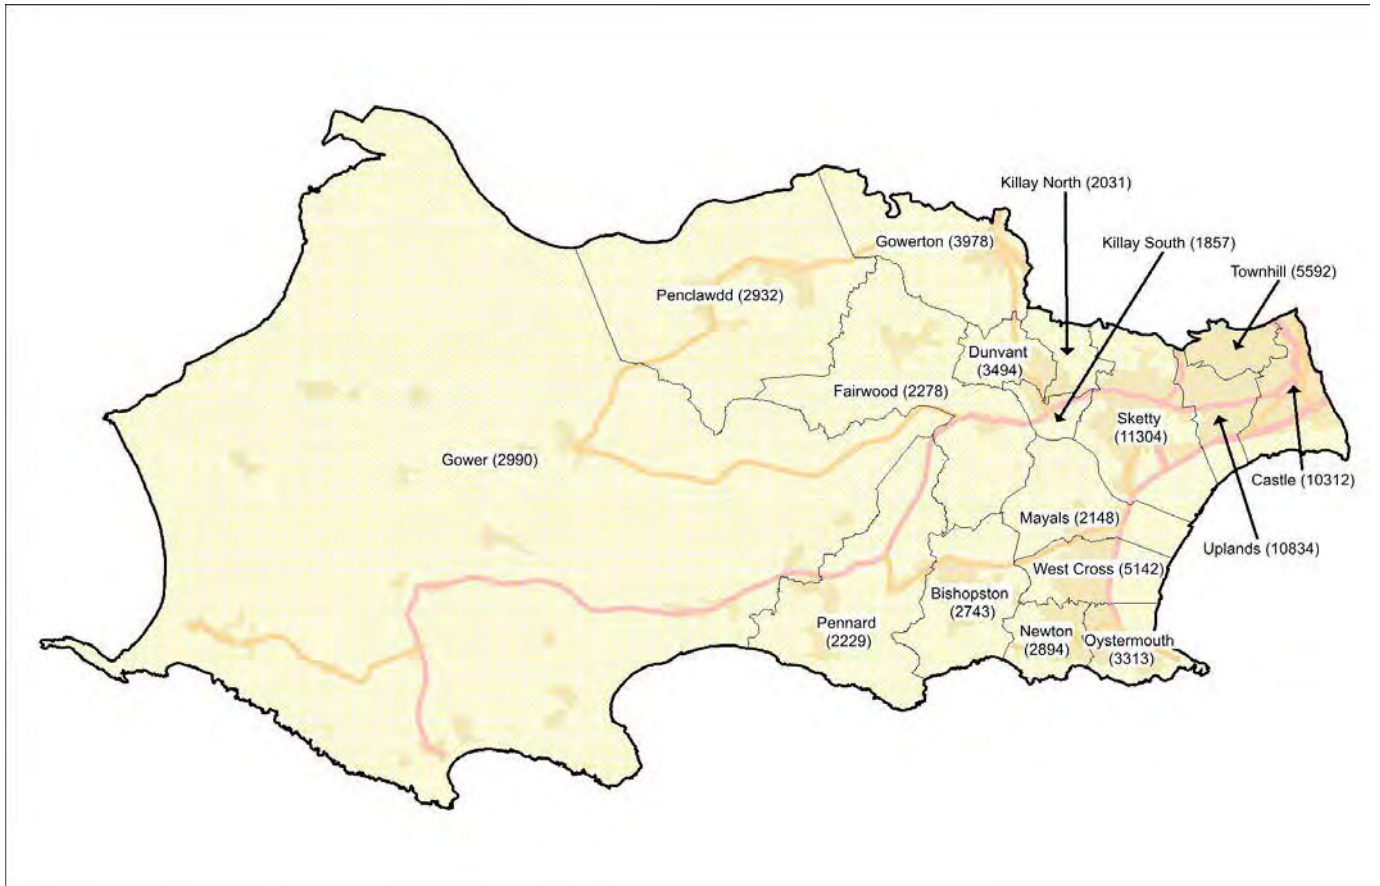 Killay North (2031)
Gowerton (3978)
Killay South (1857)
Townhill (5592)
Penclawdd (2932)
Dunvant
(3494)
Fairwood (2278)
Sketty
(11304)
Gower (2990)
Castle (10312)
Mayals (2148)
Uplands (10834)
West Cross (5142)
Bishopston
(2743)
Pennard
(2229)
Newton
(2894)
Oystermouth
(3313)